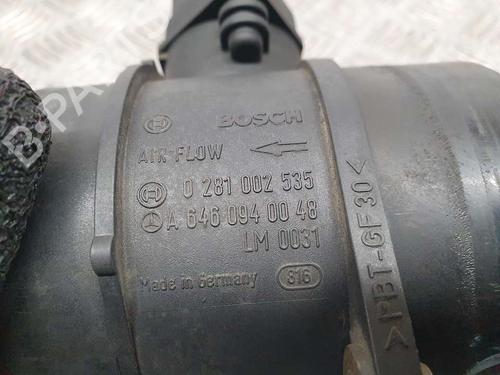 BOSCH
AIR FLOW
0 281 002 535
A 646 094 00 48
LM 0031
Made in Germany 816
>PBT-GF30<